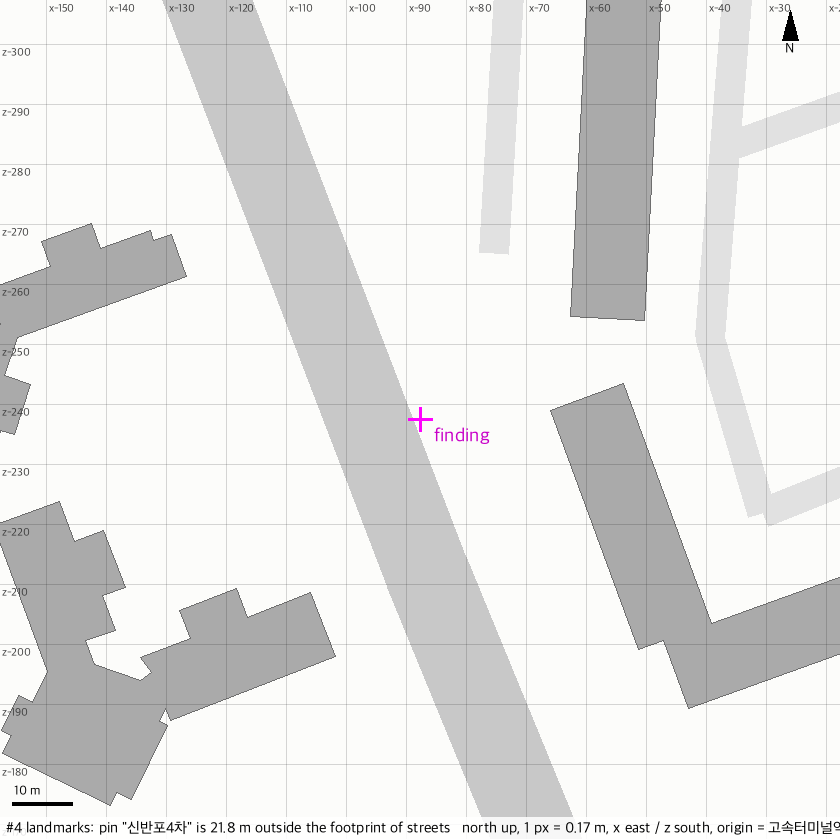 x-150 x-140 x-130 x-120 x-110 x-100 x-90 x-80 x-70 x-60 x-50 x-40 x-30
z-300
N
z-290
z-280
z-270
z-260
z-250
z-240
finding
z-230
z-220
z-210
z-200
z-190
z-180
10 m
#4 landmarks: pin "신반포4차" is 21.8 m outside the footprint of streets north up, 1 px = 0.17 m, x east / z south, origin = 고속터미널